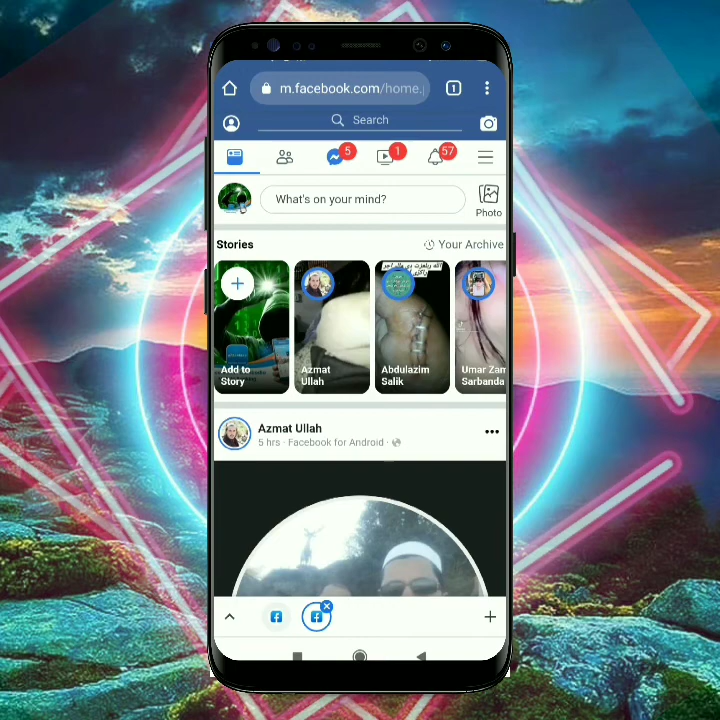 m.facebook.com/home.
1
Search
5
1
57
What's on your mind?
Photo
Stories
Your Archive
Add to
Story
Azmat
Ullah
Abdulazim
Salik
Umar Zam
Sarbanda
Azmat Ullah
5 hrs · Facebook for Android ·